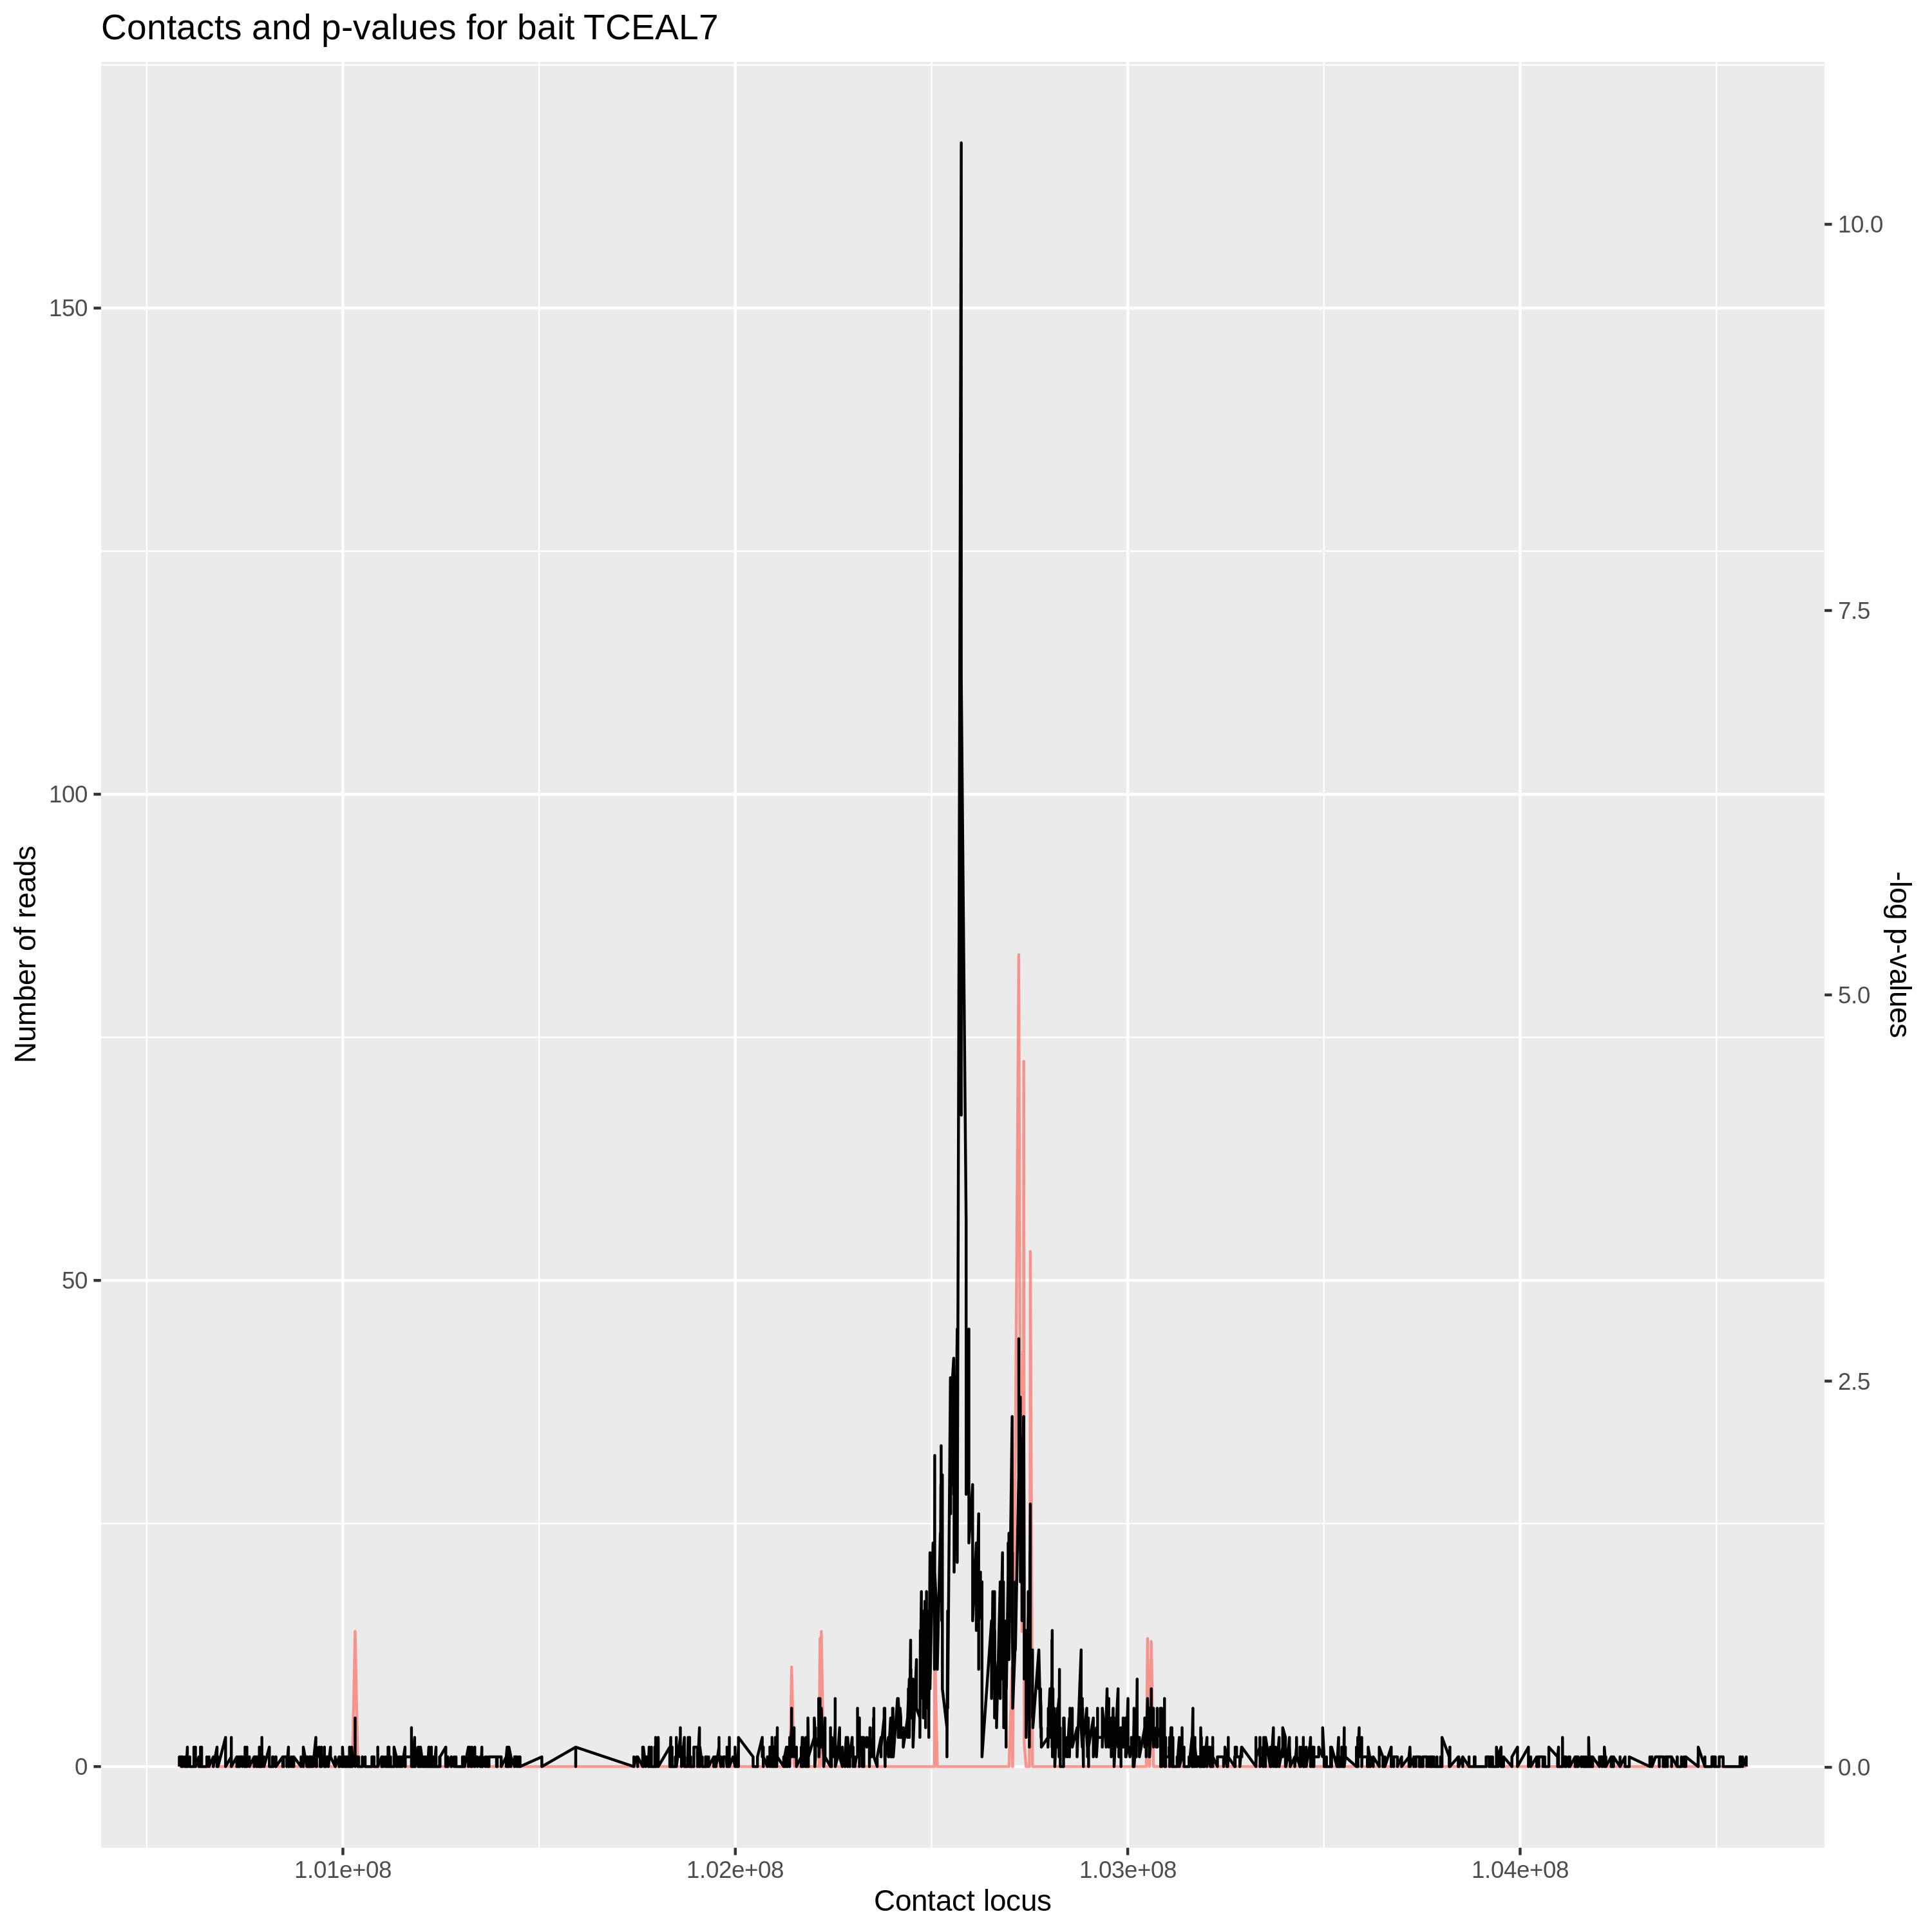 Contacts and p-values for bait TCEAL7
150
100
50
0
Number of reads
10.0
7.5
5.0
2.5
0.0
-log p-values
1.01e+08
1.02e+08
1.03e+08
1.04e+08
Contact locus